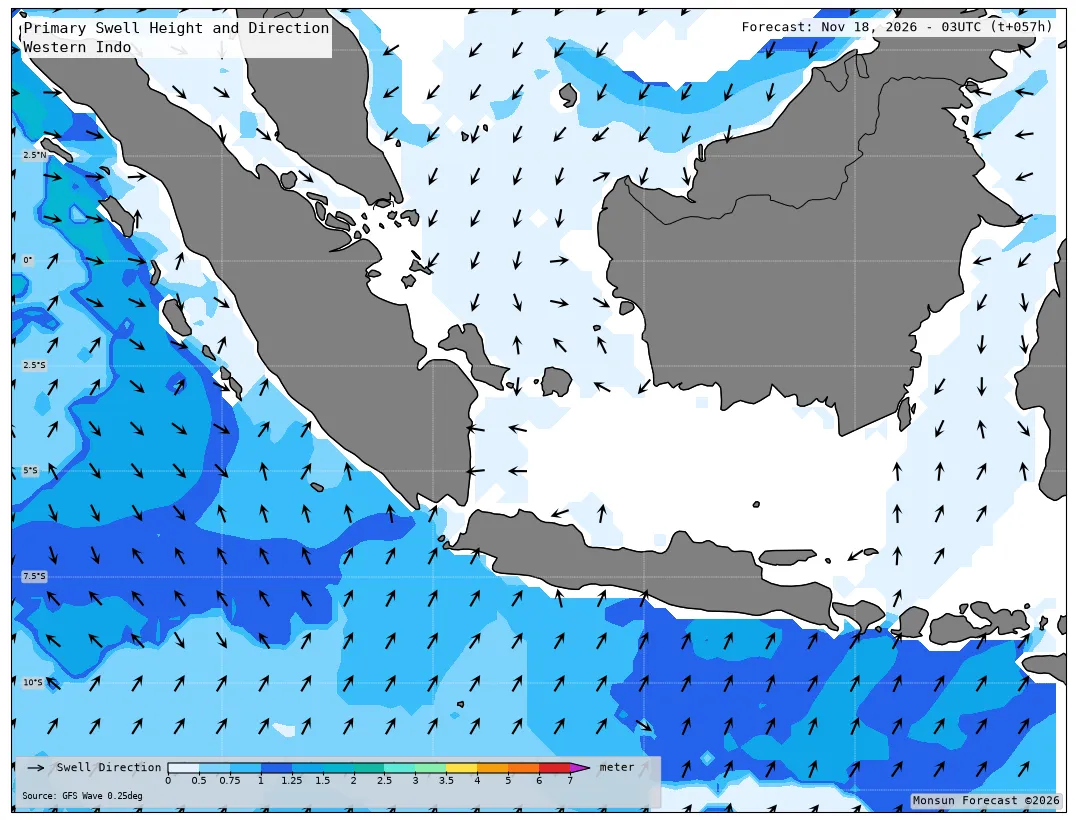 Primary Swell Height and Direction
Western Indo
Forecast: Nov 18, 2026 - 03UTC (t+057h)
2.5°N
0°
2.5°S
5°S
7.5°S
10°S
Swell Direction
0 0.5 0.75 1 1.25 1.5 2 2.5 3 3.5 4 5 6 7
meter
Source: GFS Wave 0.25deg
Monsun Forecast ©2026